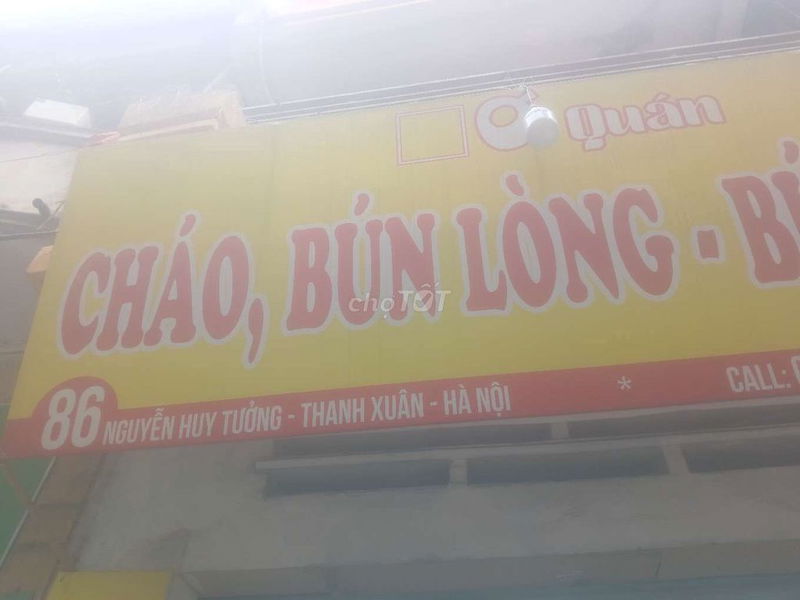 Quán
CHÁO, BÚN LÒNG -
86 NGUYỄN HUY TƯỞNG - THANH XUÂN - HÀ NỘI * CALL:
chợTỐT